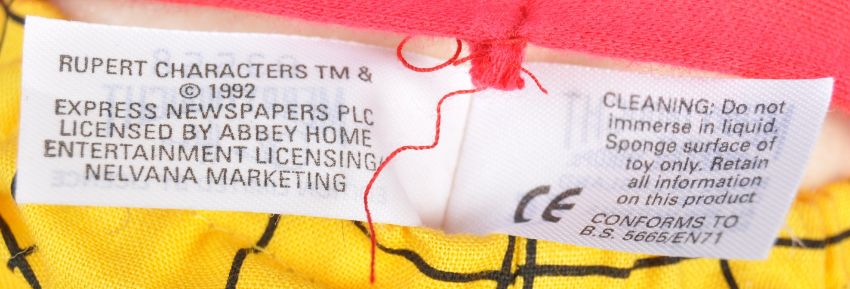 RUPERT CHARACTERS TM &
© 1992
EXPRESS NEWSPAPERS PLC
LICENSED BY ABBEY HOME
ENTERTAINMENT LICENSING/
NELVANA MARKETING
CLEANING: Do not
immerse in liquid.
Sponge surface of
toy only. Retain
all information
on this product
CE
CONFORMS TO
B.S. 5665/EN71